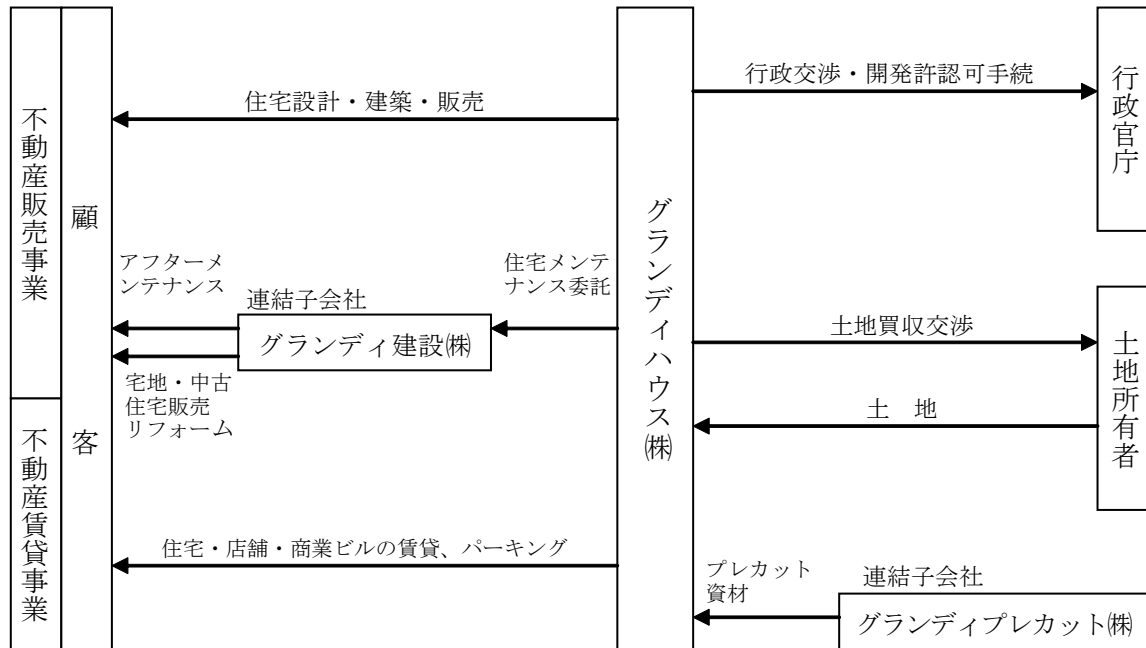 不動産販売事業
不動産賃貸事業
顧客
住宅設計・建築・販売
アフターメ
ンテナンス
連結子会社
グランディ建設㈱
住宅メンテ
ナンス委託
宅地・中古
住宅販売
リフォーム
住宅・店舗・商業ビルの賃貸、パーキング
グランディハウス㈱
行政交渉・開発許認可手続
行政官庁
土地買収交渉
土　地
土地所有者
プレカット
資材
連結子会社
グランディプレカット㈱